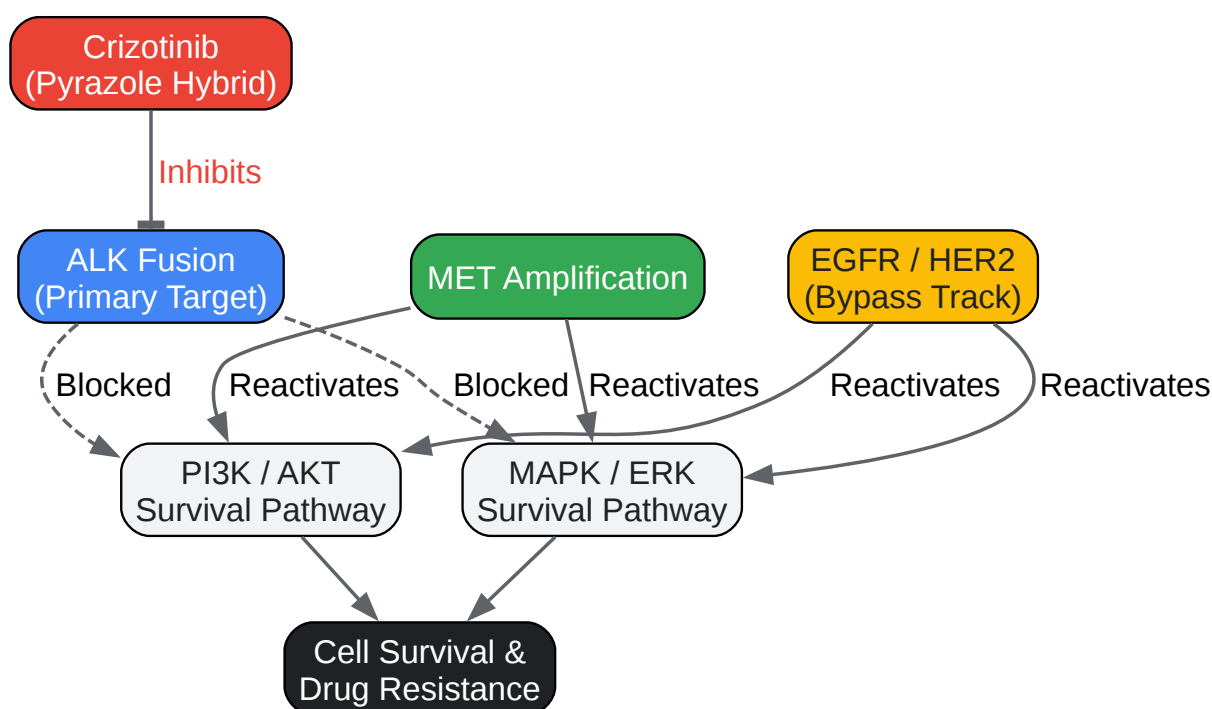 Crizotinib
(Pyrazole Hybrid)
Inhibits
ALK Fusion
(Primary Target)
MET Amplification
EGFR / HER2
(Bypass Track)
Blocked
Reactivates
Blocked
Reactivates
Reactivates
Reactivates
PI3K / AKT
Survival Pathway
MAPK / ERK
Survival Pathway
Cell Survival &
Drug Resistance